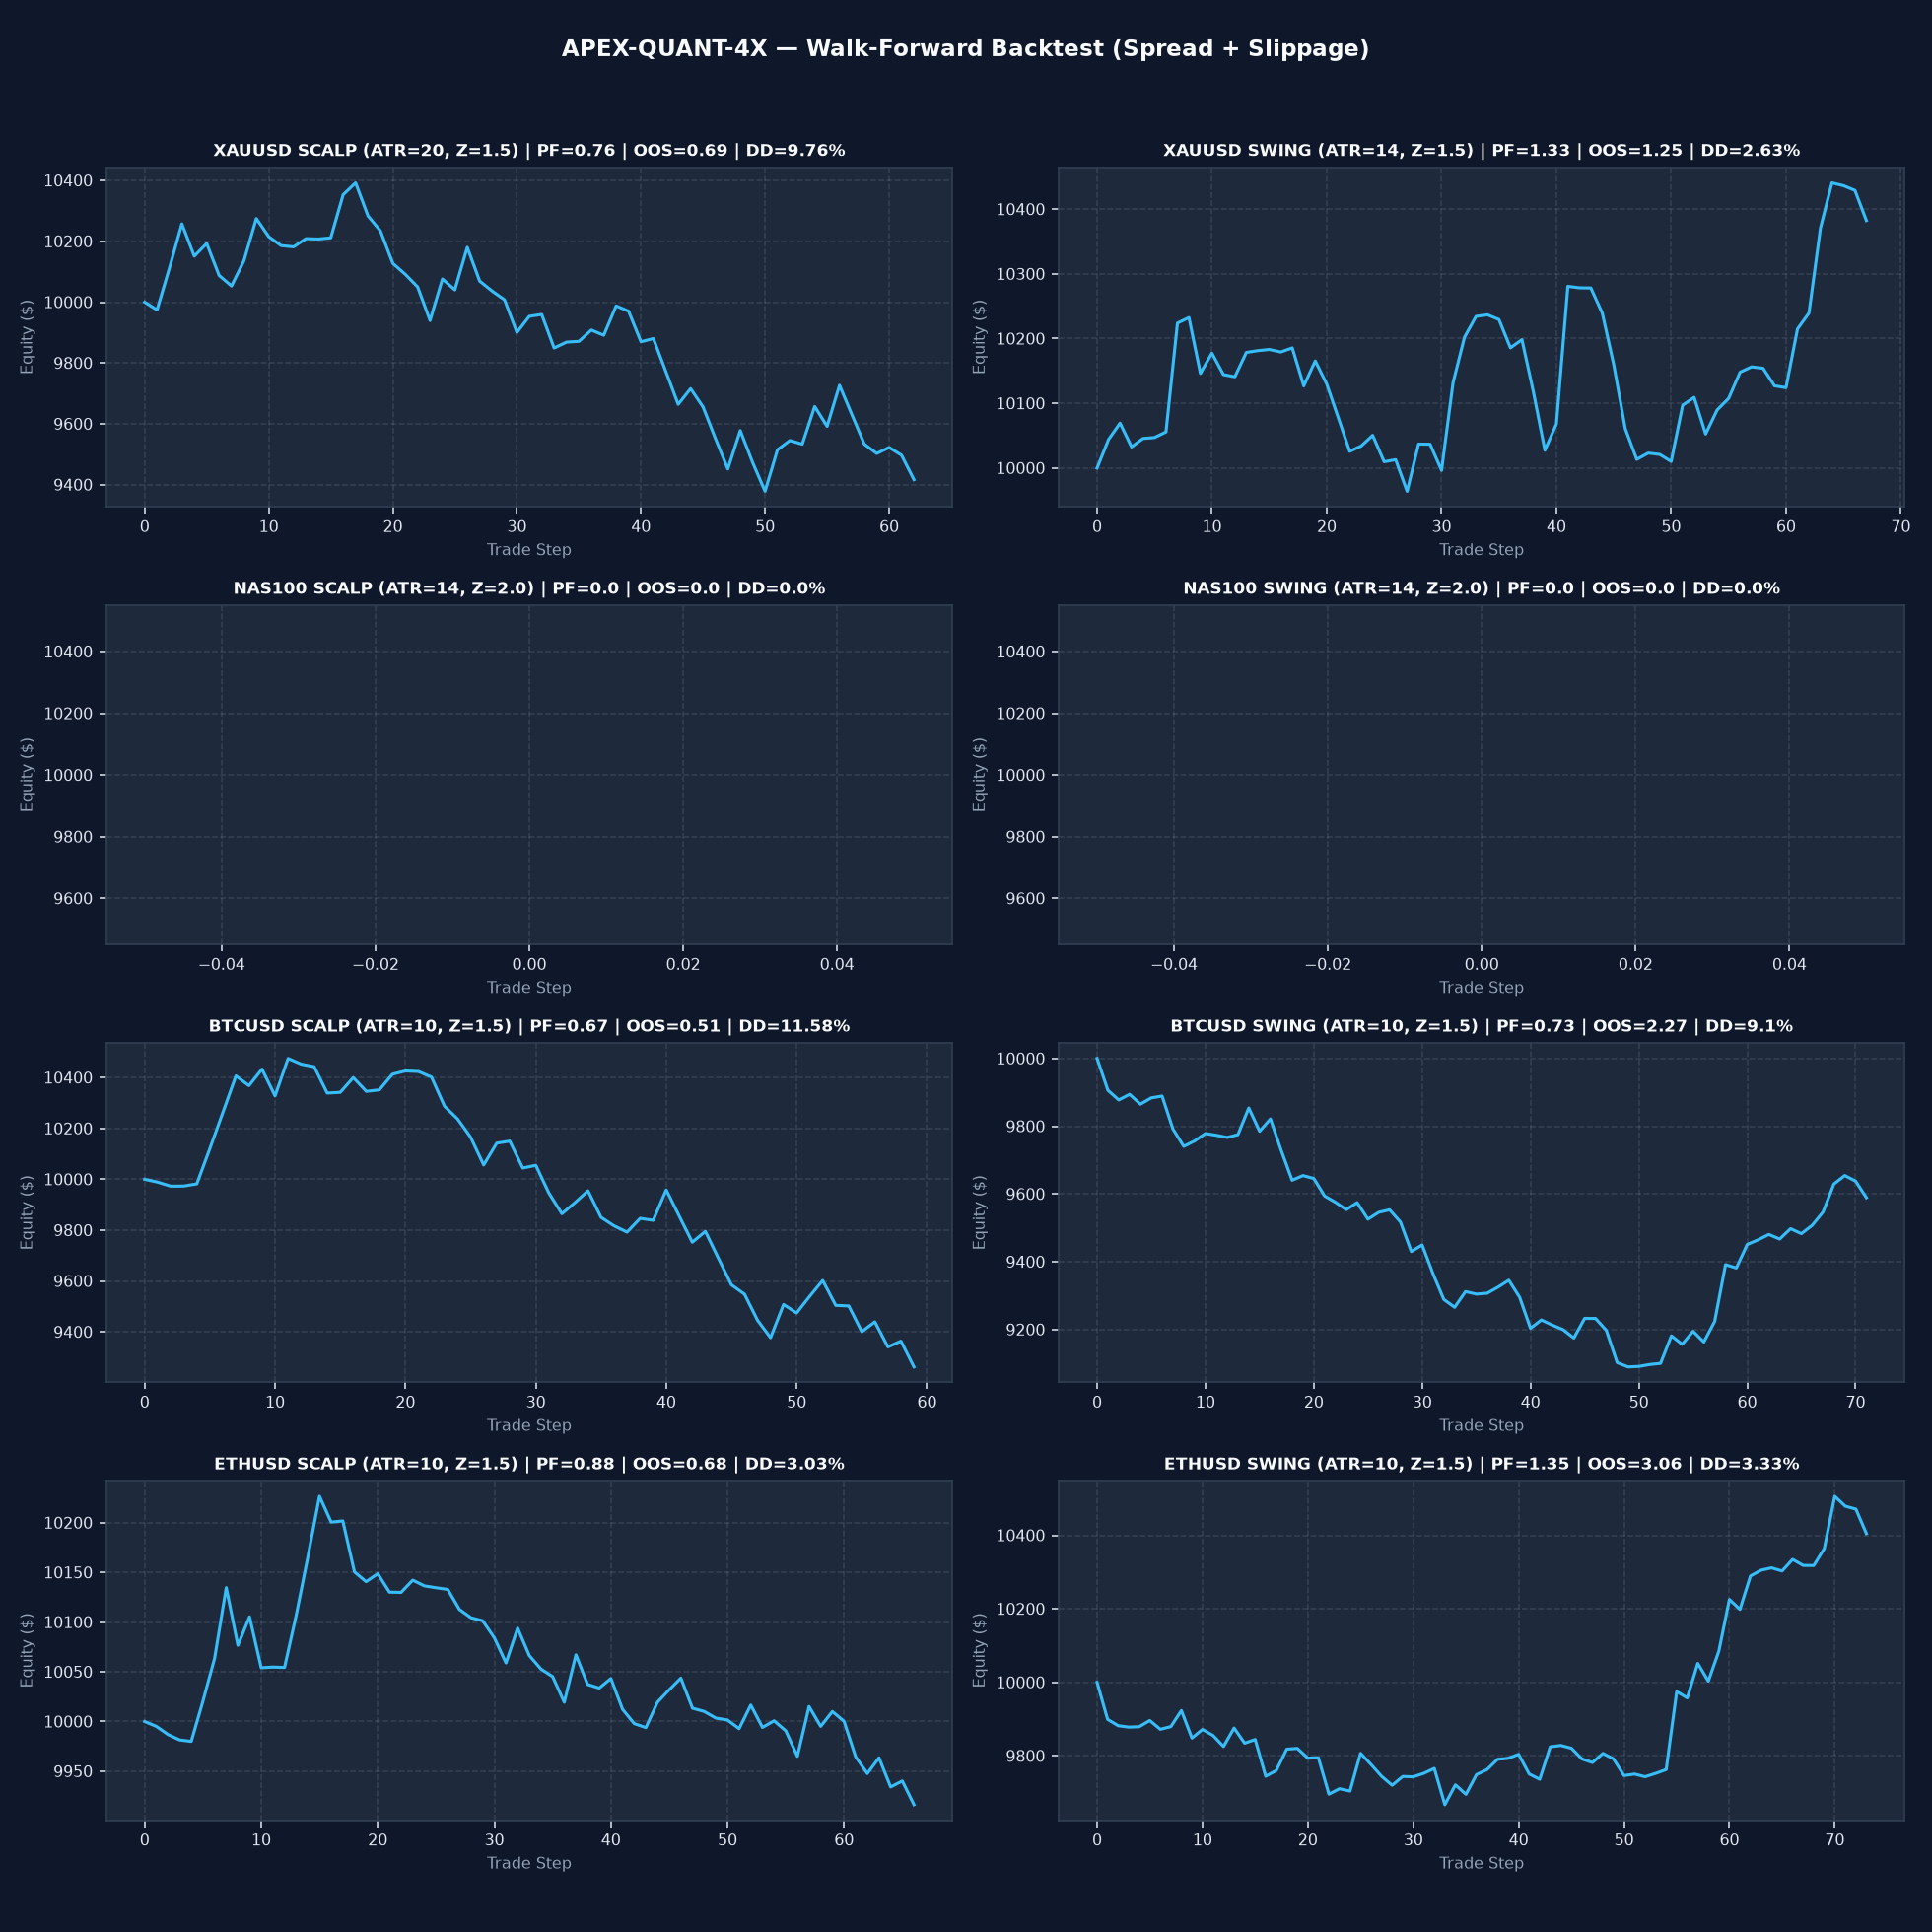 APEX-QUANT-4X — Walk-Forward Backtest (Spread + Slippage)
XAUUSD SCALP (ATR=20, Z=1.5) | PF=0.76 | OOS=0.69 | DD=9.76%
10400
10200
10000
9800
9600
9400
Equity ($)
0 10 20 30 40 50 60
Trade Step
XAUUSD SWING (ATR=14, Z=1.5) | PF=1.33 | OOS=1.25 | DD=2.63%
10400
10300
10200
10100
10000
Equity ($)
0 10 20 30 40 50 60 70
Trade Step
NAS100 SCALP (ATR=14, Z=2.0) | PF=0.0 | OOS=0.0 | DD=0.0%
10400
10200
10000
9800
9600
Equity ($)
−0.04 −0.02 0.00 0.02 0.04
Trade Step
NAS100 SWING (ATR=14, Z=2.0) | PF=0.0 | OOS=0.0 | DD=0.0%
10400
10200
10000
9800
9600
Equity ($)
−0.04 −0.02 0.00 0.02 0.04
Trade Step
BTCUSD SCALP (ATR=10, Z=1.5) | PF=0.67 | OOS=0.51 | DD=11.58%
10400
10200
10000
9800
9600
9400
Equity ($)
0 10 20 30 40 50 60
Trade Step
BTCUSD SWING (ATR=10, Z=1.5) | PF=0.73 | OOS=2.27 | DD=9.1%
10000
9800
9600
9400
9200
Equity ($)
0 10 20 30 40 50 60 70
Trade Step
ETHUSD SCALP (ATR=10, Z=1.5) | PF=0.88 | OOS=0.68 | DD=3.03%
10200
10150
10100
10050
10000
9950
Equity ($)
0 10 20 30 40 50 60
Trade Step
ETHUSD SWING (ATR=10, Z=1.5) | PF=1.35 | OOS=3.06 | DD=3.33%
10400
10200
10000
9800
Equity ($)
0 10 20 30 40 50 60 70
Trade Step